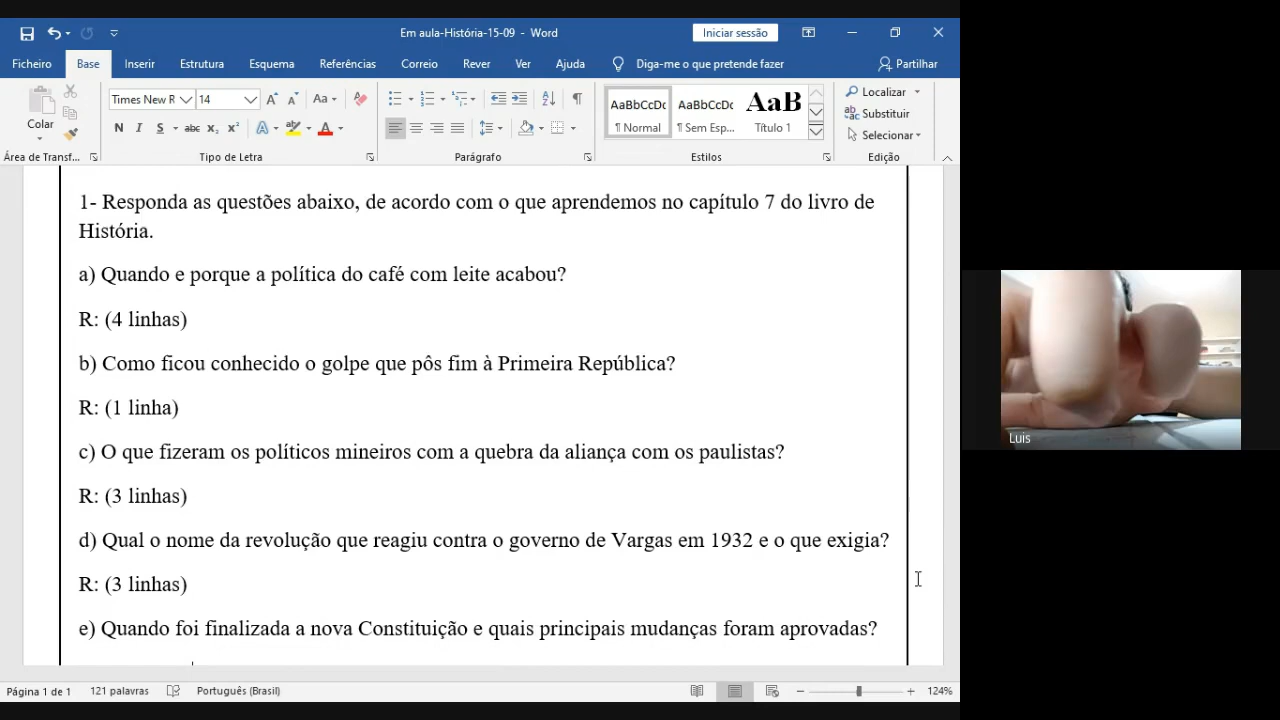 Em aula-História-15-09 - Word
Iniciar sessão
Ficheiro Base Inserir Estrutura Esquema Referências Correio Rever Ver Ajuda Diga-me o que pretende fazer Partilhar
Colar
Times New R 14
Aa
N I S abc x₂ x² A A
AaBbCcDc AaBbCcDc AaB
¶ Normal ¶ Sem Esp... Título 1
Localizar
Substituir
Selecionar
Área de Transf... Tipo de Letra Parágrafo Estilos Edição
1- Responda as questões abaixo, de acordo com o que aprendemos no capítulo 7 do livro de
História.
a) Quando e porque a política do café com leite acabou?
R: (4 linhas)
b) Como ficou conhecido o golpe que pôs fim à Primeira República?
R: (1 linha)
c) O que fizeram os políticos mineiros com a quebra da aliança com os paulistas?
R: (3 linhas)
d) Qual o nome da revolução que reagiu contra o governo de Vargas em 1932 e o que exigia?
R: (3 linhas)
e) Quando foi finalizada a nova Constituição e quais principais mudanças foram aprovadas?
Página 1 de 1 121 palavras Português (Brasil) 124%
Luis